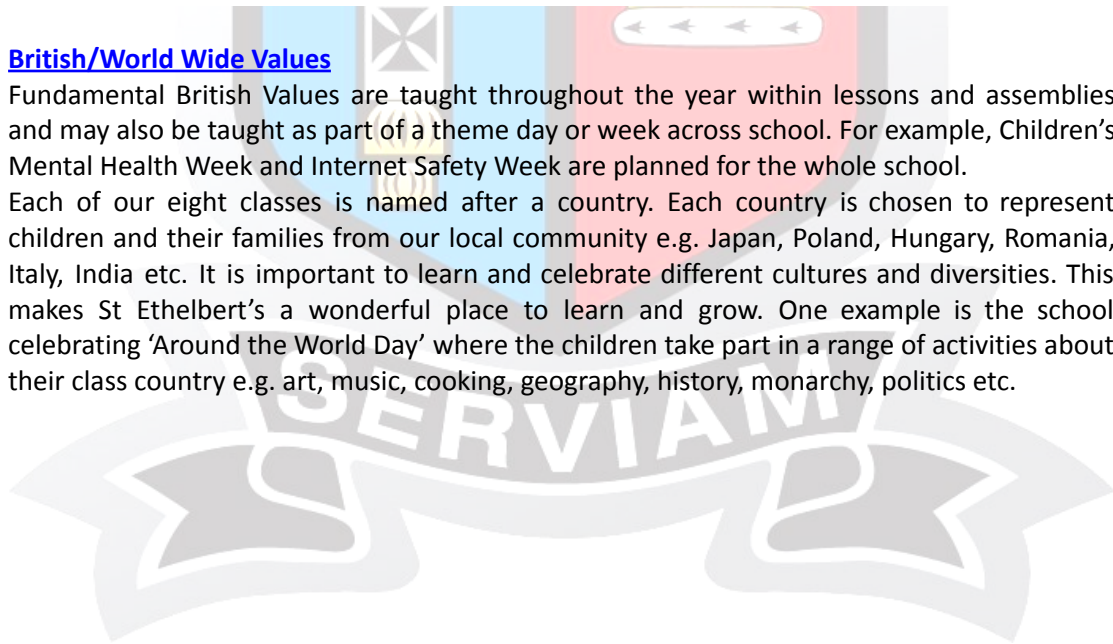 British/World Wide Values
Fundamental British Values are taught throughout the year within lessons and assemblies
and may also be taught as part of a theme day or week across school. For example, Children’s
Mental Health Week and Internet Safety Week are planned for the whole school.
Each of our eight classes is named after a country. Each country is chosen to represent
children and their families from our local community e.g. Japan, Poland, Hungary, Romania,
Italy, India etc. It is important to learn and celebrate different cultures and diversities. This
makes St Ethelbert’s a wonderful place to learn and grow. One example is the school
celebrating ‘Around the World Day’ where the children take part in a range of activities about
their class country e.g. art, music, cooking, geography, history, monarchy, politics etc.
SERVIAM